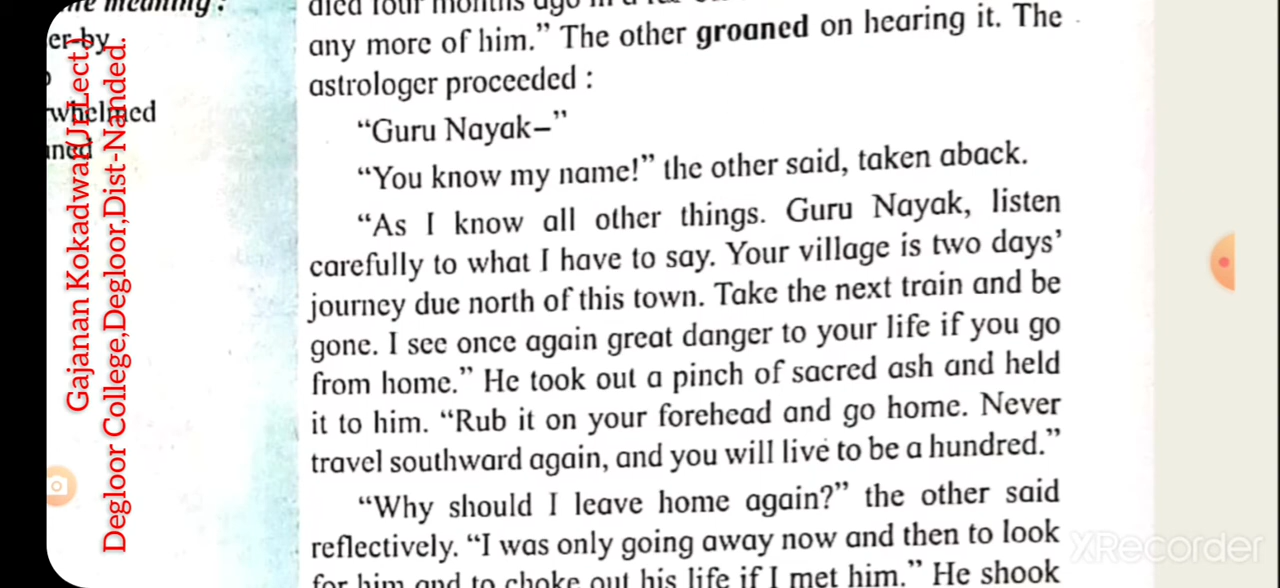 meaning :
er by
whelmed
died four months ago in a
any more of him.” The other groaned on hearing it. The
astrologer proceeded :
“Guru Nayak–”
“You know my name!” the other said, taken aback.
“As I know all other things. Guru Nayak, listen
carefully to what I have to say. Your village is two days’
journey due north of this town. Take the next train and be
gone. I see once again great danger to your life if you go
from home.” He took out a pinch of sacred ash and held
it to him. “Rub it on your forehead and go home. Never
travel southward again, and you will live to be a hundred.”
“Why should I leave home again?” the other said
reflectively. “I was only going away now and then to look
for him and to choke out his life if I met him.” He shook
Gajanan Kokadwar(Jr.Lect.)
Degloor College,Degloor,Dist-Nanded.
XRecorder